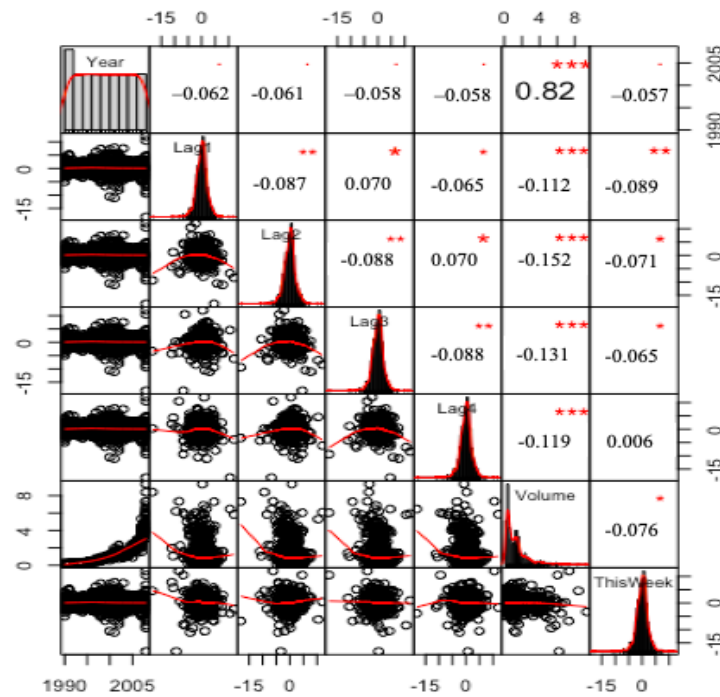 -15 0 -15 0 0 4 8
Year -0.062 -0.061 -0.058 -0.058 0.82 *** -0.057 1990 2005
0 -15 Lag1 -0.087 ** 0.070 * -0.065 * -0.112 *** -0.089 **
Lag2 -0.088 ** 0.070 * -0.152 *** -0.071 * -15 0
0 -15 Lag3 -0.088 ** -0.131 *** -0.065 *
Lag4 -0.119 *** 0.006 -15 0
8 4 0 Volume -0.076 *
ThisWeek -15 0
1990 2005 -15 0 -15 0 -15 0